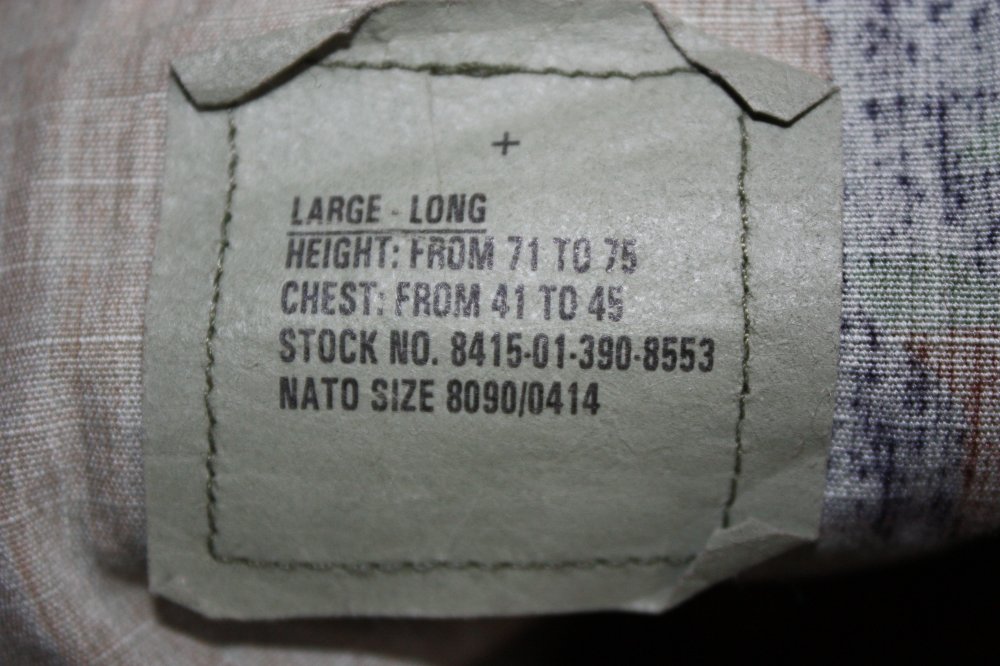 +
LARGE - LONG
HEIGHT: FROM 71 TO 75
CHEST: FROM 41 TO 45
STOCK NO. 8415-01-390-8553
NATO SIZE 8090/0414